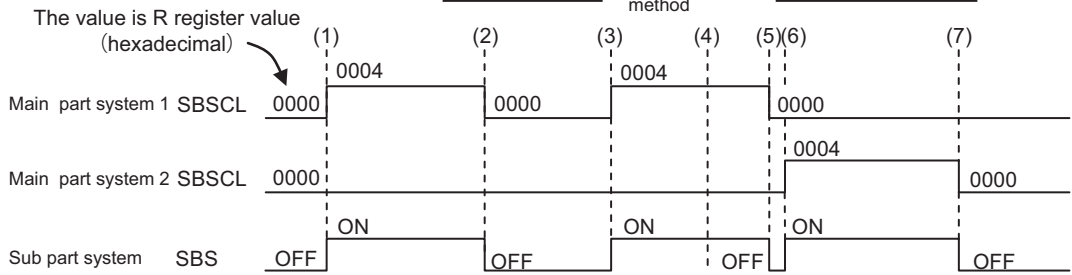 method
The value is R register value
(hexadecimal)
(1) (2) (3) (4) (5)(6) (7)
0004 0004
Main part system 1 SBSCL 0000 0000 0000
0004
Main part system 2 SBSCL 0000 0000
ON ON ON
Sub part system SBS OFF OFF OFF OFF